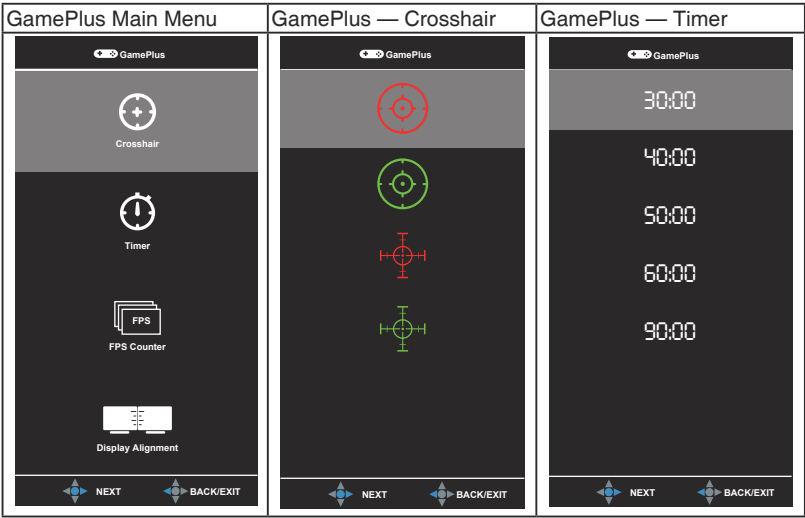 GamePlus Main Menu
GamePlus
Crosshair
Timer
FPS
FPS Counter
Display Alignment
NEXT BACK/EXIT
GamePlus — Crosshair
GamePlus
NEXT BACK/EXIT
GamePlus — Timer
GamePlus
30:00
40:00
50:00
60:00
90:00
NEXT BACK/EXIT